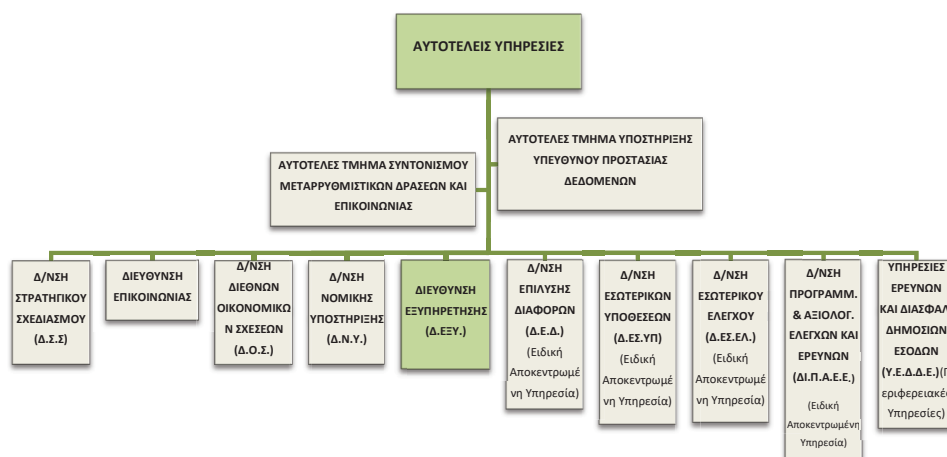 ΑΥΤΟΤΕΛΕΙΣ ΥΠΗΡΕΣΙΕΣ
ΑΥΤΟΤΕΛΕΣ ΤΜΗΜΑ ΥΠΟΣΤΗΡΙΞΗΣ
ΥΠΕΥΘΥΝΟΥ ΠΡΟΣΤΑΣΙΑΣ
ΔΕΔΟΜΕΝΩΝ
ΑΥΤΟΤΕΛΕΣ ΤΜΗΜΑ ΣΥΝΤΟΝΙΣΜΟΥ
ΜΕΤΑΡΡΥΘΜΙΣΤΙΚΩΝ ΔΡΑΣΕΩΝ ΚΑΙ
ΕΠΙΚΟΙΝΩΝΙΑΣ
Δ/ΝΣΗ
ΣΤΡΑΤΗΓΙΚΟΥ
ΣΧΕΔΙΑΣΜΟΥ
(Δ.Σ.Σ)
ΔΙΕΥΘΥΝΣΗ
ΕΠΙΚΟΙΝΩΝΙΑΣ
Δ/ΝΣΗ
ΔΙΕΘΝΩΝ
ΟΙΚΟΝΟΜΙΚΩ
Ν ΣΧΕΣΕΩΝ
(Δ.Ο.Σ.)
Δ/ΝΣΗ
ΝΟΜΙΚΗΣ
ΥΠΟΣΤΗΡΙΞΗΣ
(Δ.Ν.Υ.)
ΔΙΕΥΘΥΝΣΗ
ΕΞΥΠΗΡΕΤΗΣΗΣ
(Δ.ΕΞΥ.)
Δ/ΝΣΗ
ΕΠΙΛΥΣΗΣ
ΔΙΑΦΟΡΩΝ
(Δ.Ε.Δ.)
(Ειδική
Αποκεντρωμέ
νη Υπηρεσία)
Δ/ΝΣΗ
ΕΣΩΤΕΡΙΚΩΝ
ΥΠΟΘΕΣΕΩΝ
(Δ.ΕΣ.ΥΠ)
(Ειδική
Αποκεντρωμέ
νη Υπηρεσία)
Δ/ΝΣΗ
ΕΣΩΤΕΡΙΚΟΥ
ΕΛΕΓΧΟΥ
(Δ.ΕΣ.ΕΛ.)
(Ειδική
Αποκεντρωμέ
νη Υπηρεσία)
Δ/ΝΣΗ
ΠΡΟΓΡΑΜΜ.
& ΑΞΙΟΛΟΓ.
ΕΛΕΓΧΩΝ ΚΑΙ
ΕΡΕΥΝΩΝ
(ΔΙ.Π.Α.Ε.Ε.)
(Ειδική
Αποκεντρωμένη
Υπηρεσία)
ΥΠΗΡΕΣΙΕΣ
ΕΡΕΥΝΩΝ
ΚΑΙ ΔΙΑΣΦΑΛ
ΔΗΜΟΣΙΩΝ
ΕΣΟΔΩΝ
(Υ.Ε.Δ.Δ.Ε.)(Π
εριφερειακές
Υπηρεσίες)